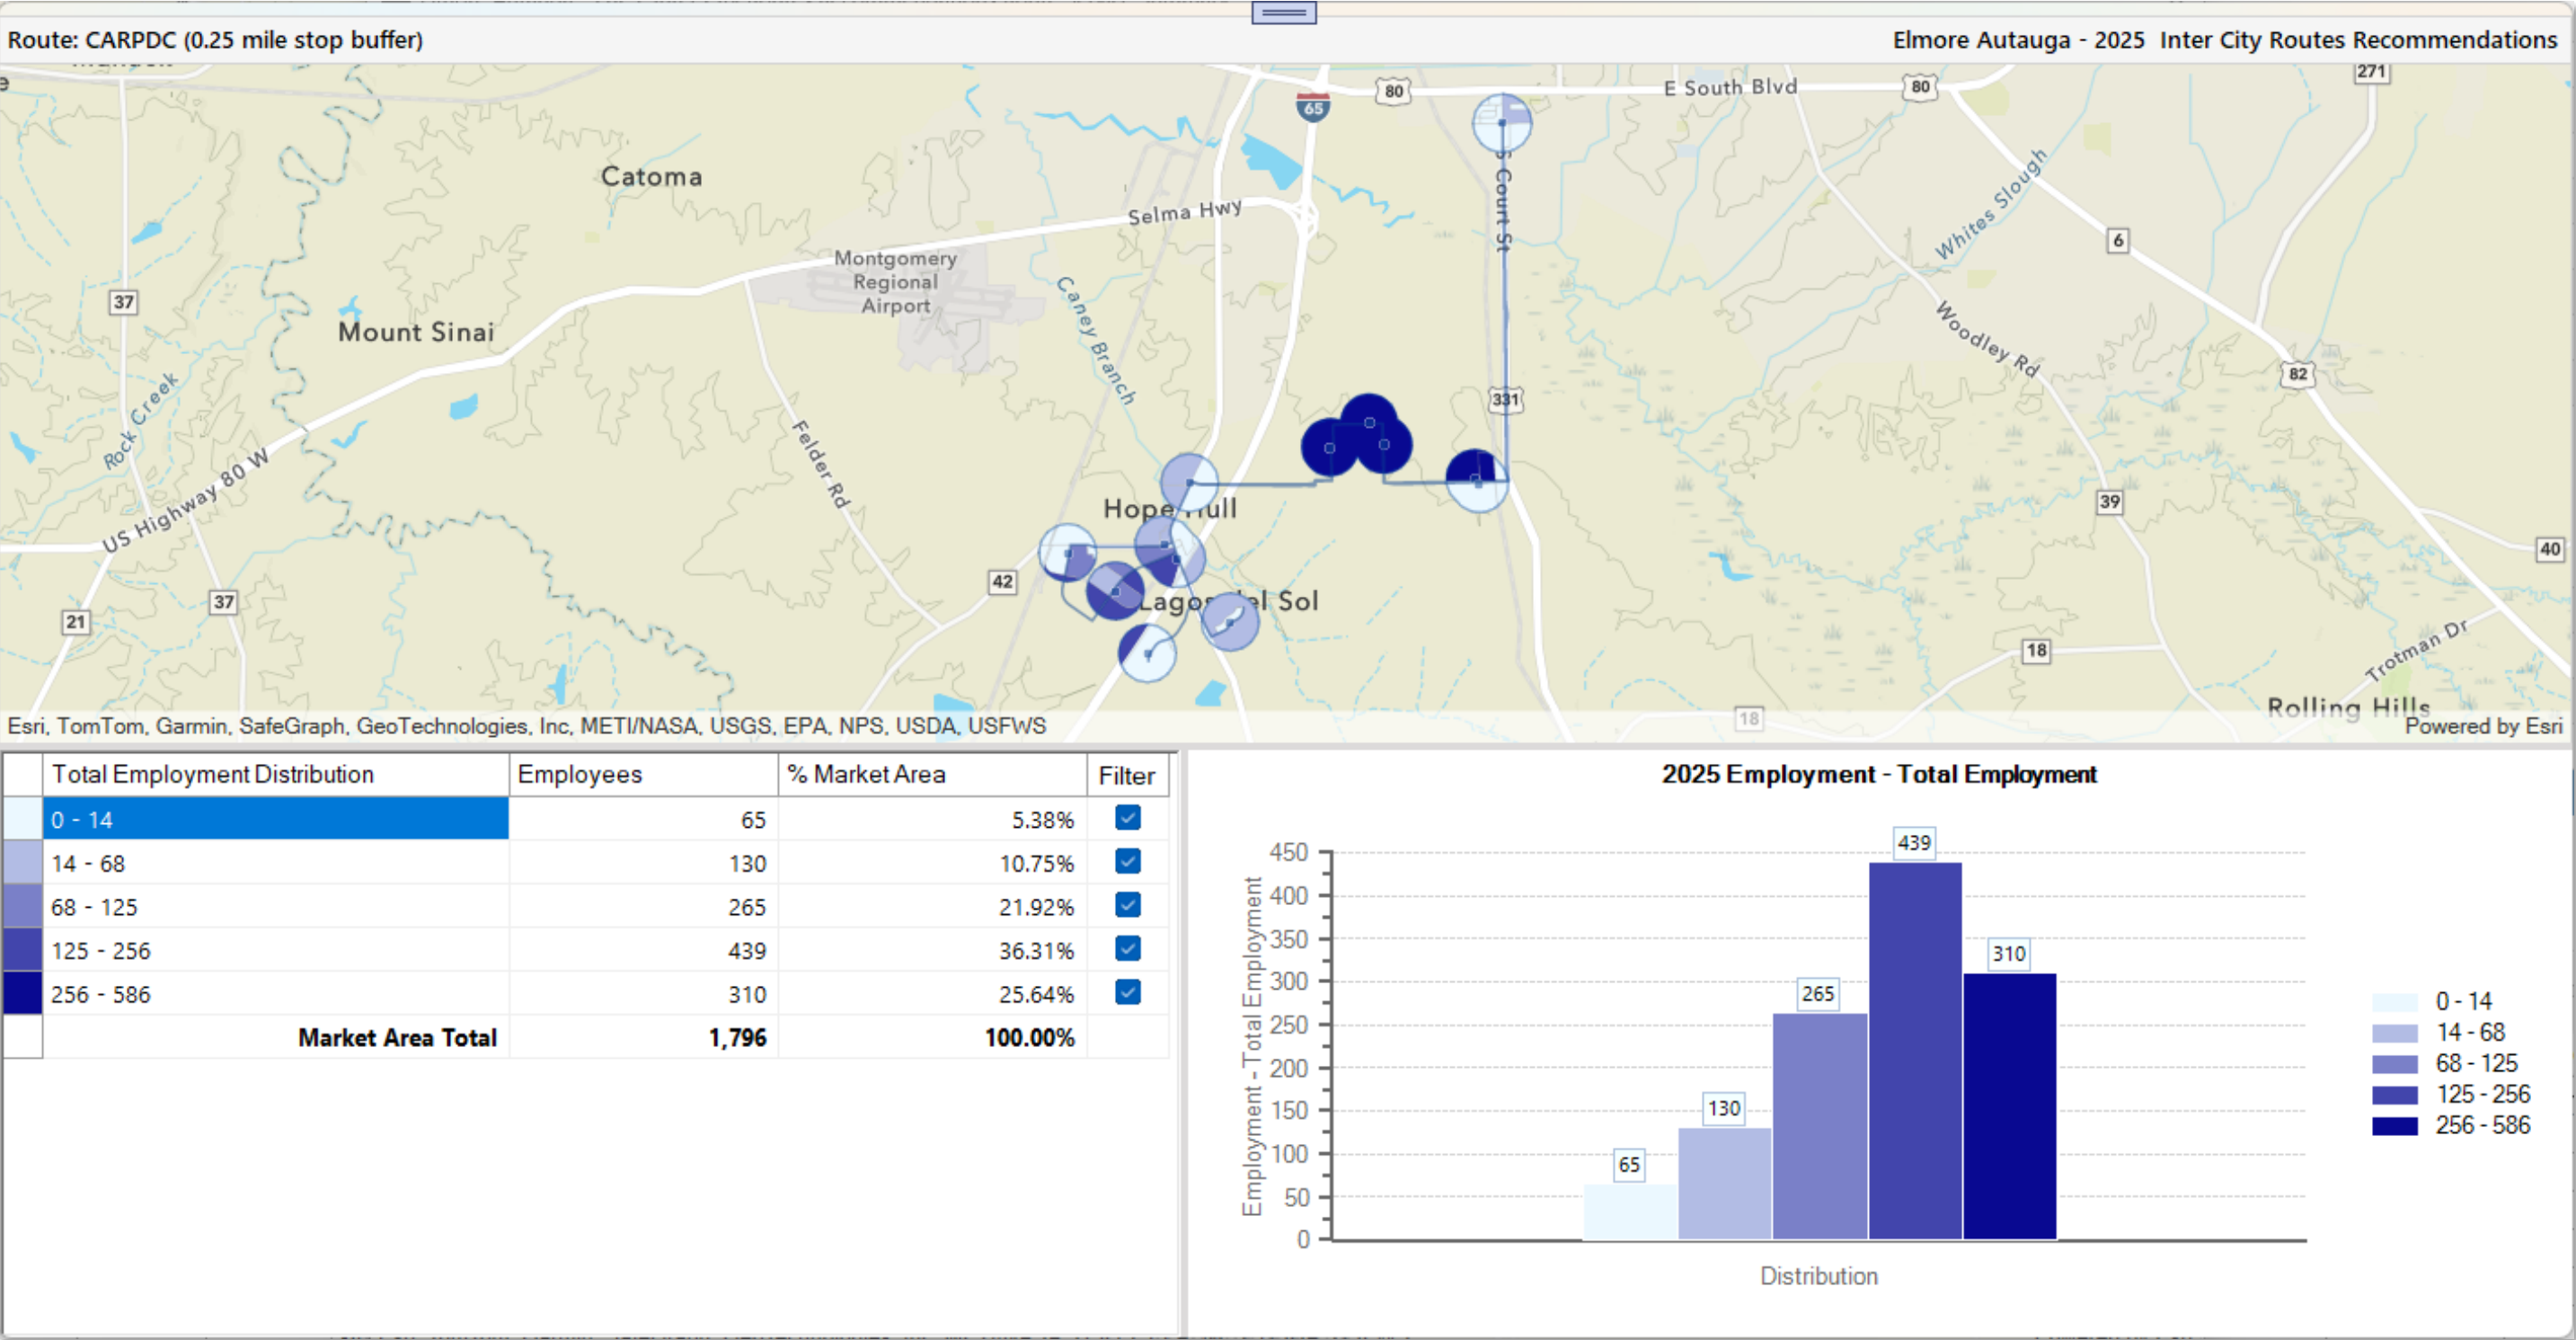 Route: CARPDC (0.25 mile stop buffer)
Elmore Autauga - 2025 Inter City Routes Recommendations
271
80
E South Blvd
80
65
Catoma
S Court St
Whites Slough
Selma Hwy
6
Montgomery
Regional
Airport
37
Caney Branch
Mount Sinai
Woodley Rd
82
Rock Creek
331
Felder Rd
US Highway 80 W
39
Hope Hull
40
42
37
Lagos del Sol
21
18
Trotman Dr
Rolling Hills
18
Esri, TomTom, Garmin, SafeGraph, GeoTechnologies, Inc, METI/NASA, USGS, EPA, NPS, USDA, USFWS
Powered by Esri
Total Employment Distribution Employees % Market Area Filter
0 - 14 65 5.38%
14 - 68 130 10.75%
68 - 125 265 21.92%
125 - 256 439 36.31%
256 - 586 310 25.64%
Market Area Total 1,796 100.00%
2025 Employment - Total Employment
Employment - Total Employment
450
400
350
300
250
200
150
100
50
0
65
130
265
439
310
Distribution
0 - 14
14 - 68
68 - 125
125 - 256
256 - 586